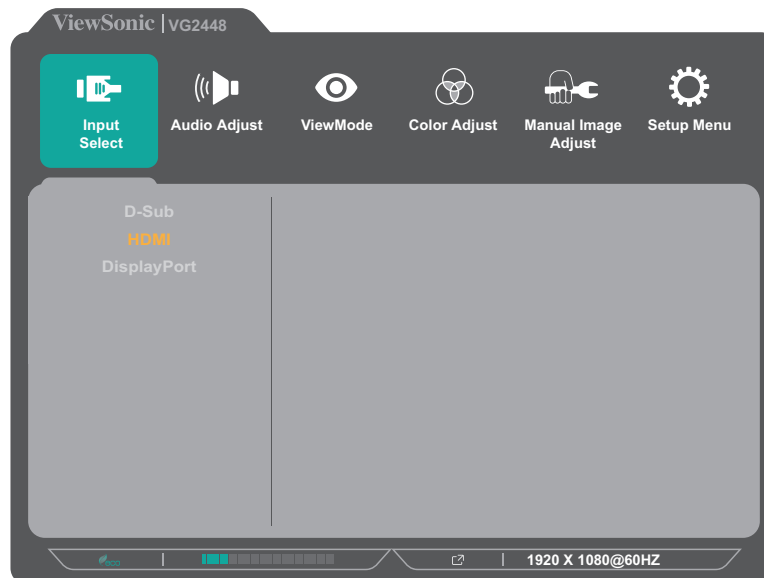 ViewSonic | VG2448
Input
Select
Audio Adjust
ViewMode
Color Adjust
Manual Image
Adjust
Setup Menu
D-Sub
HDMI
DisplayPort
eco
1920 X 1080@60HZ